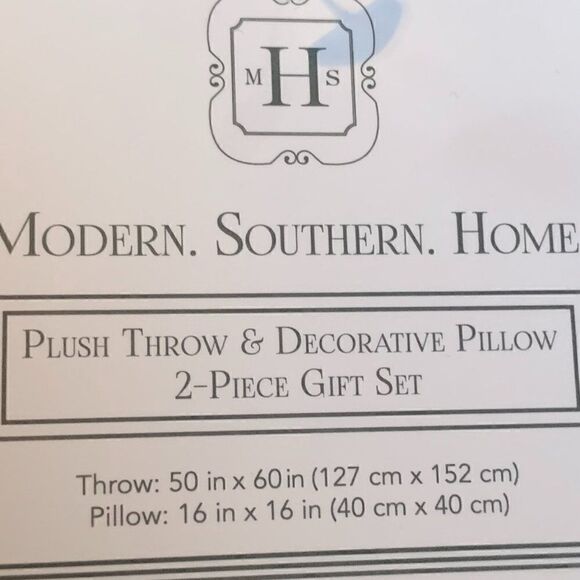 M H S
MODERN. SOUTHERN. HOME
PLUSH THROW & DECORATIVE PILLOW
2-PIECE GIFT SET
Throw: 50 in x 60 in (127 cm x 152 cm)
Pillow: 16 in x 16 in (40 cm x 40 cm)